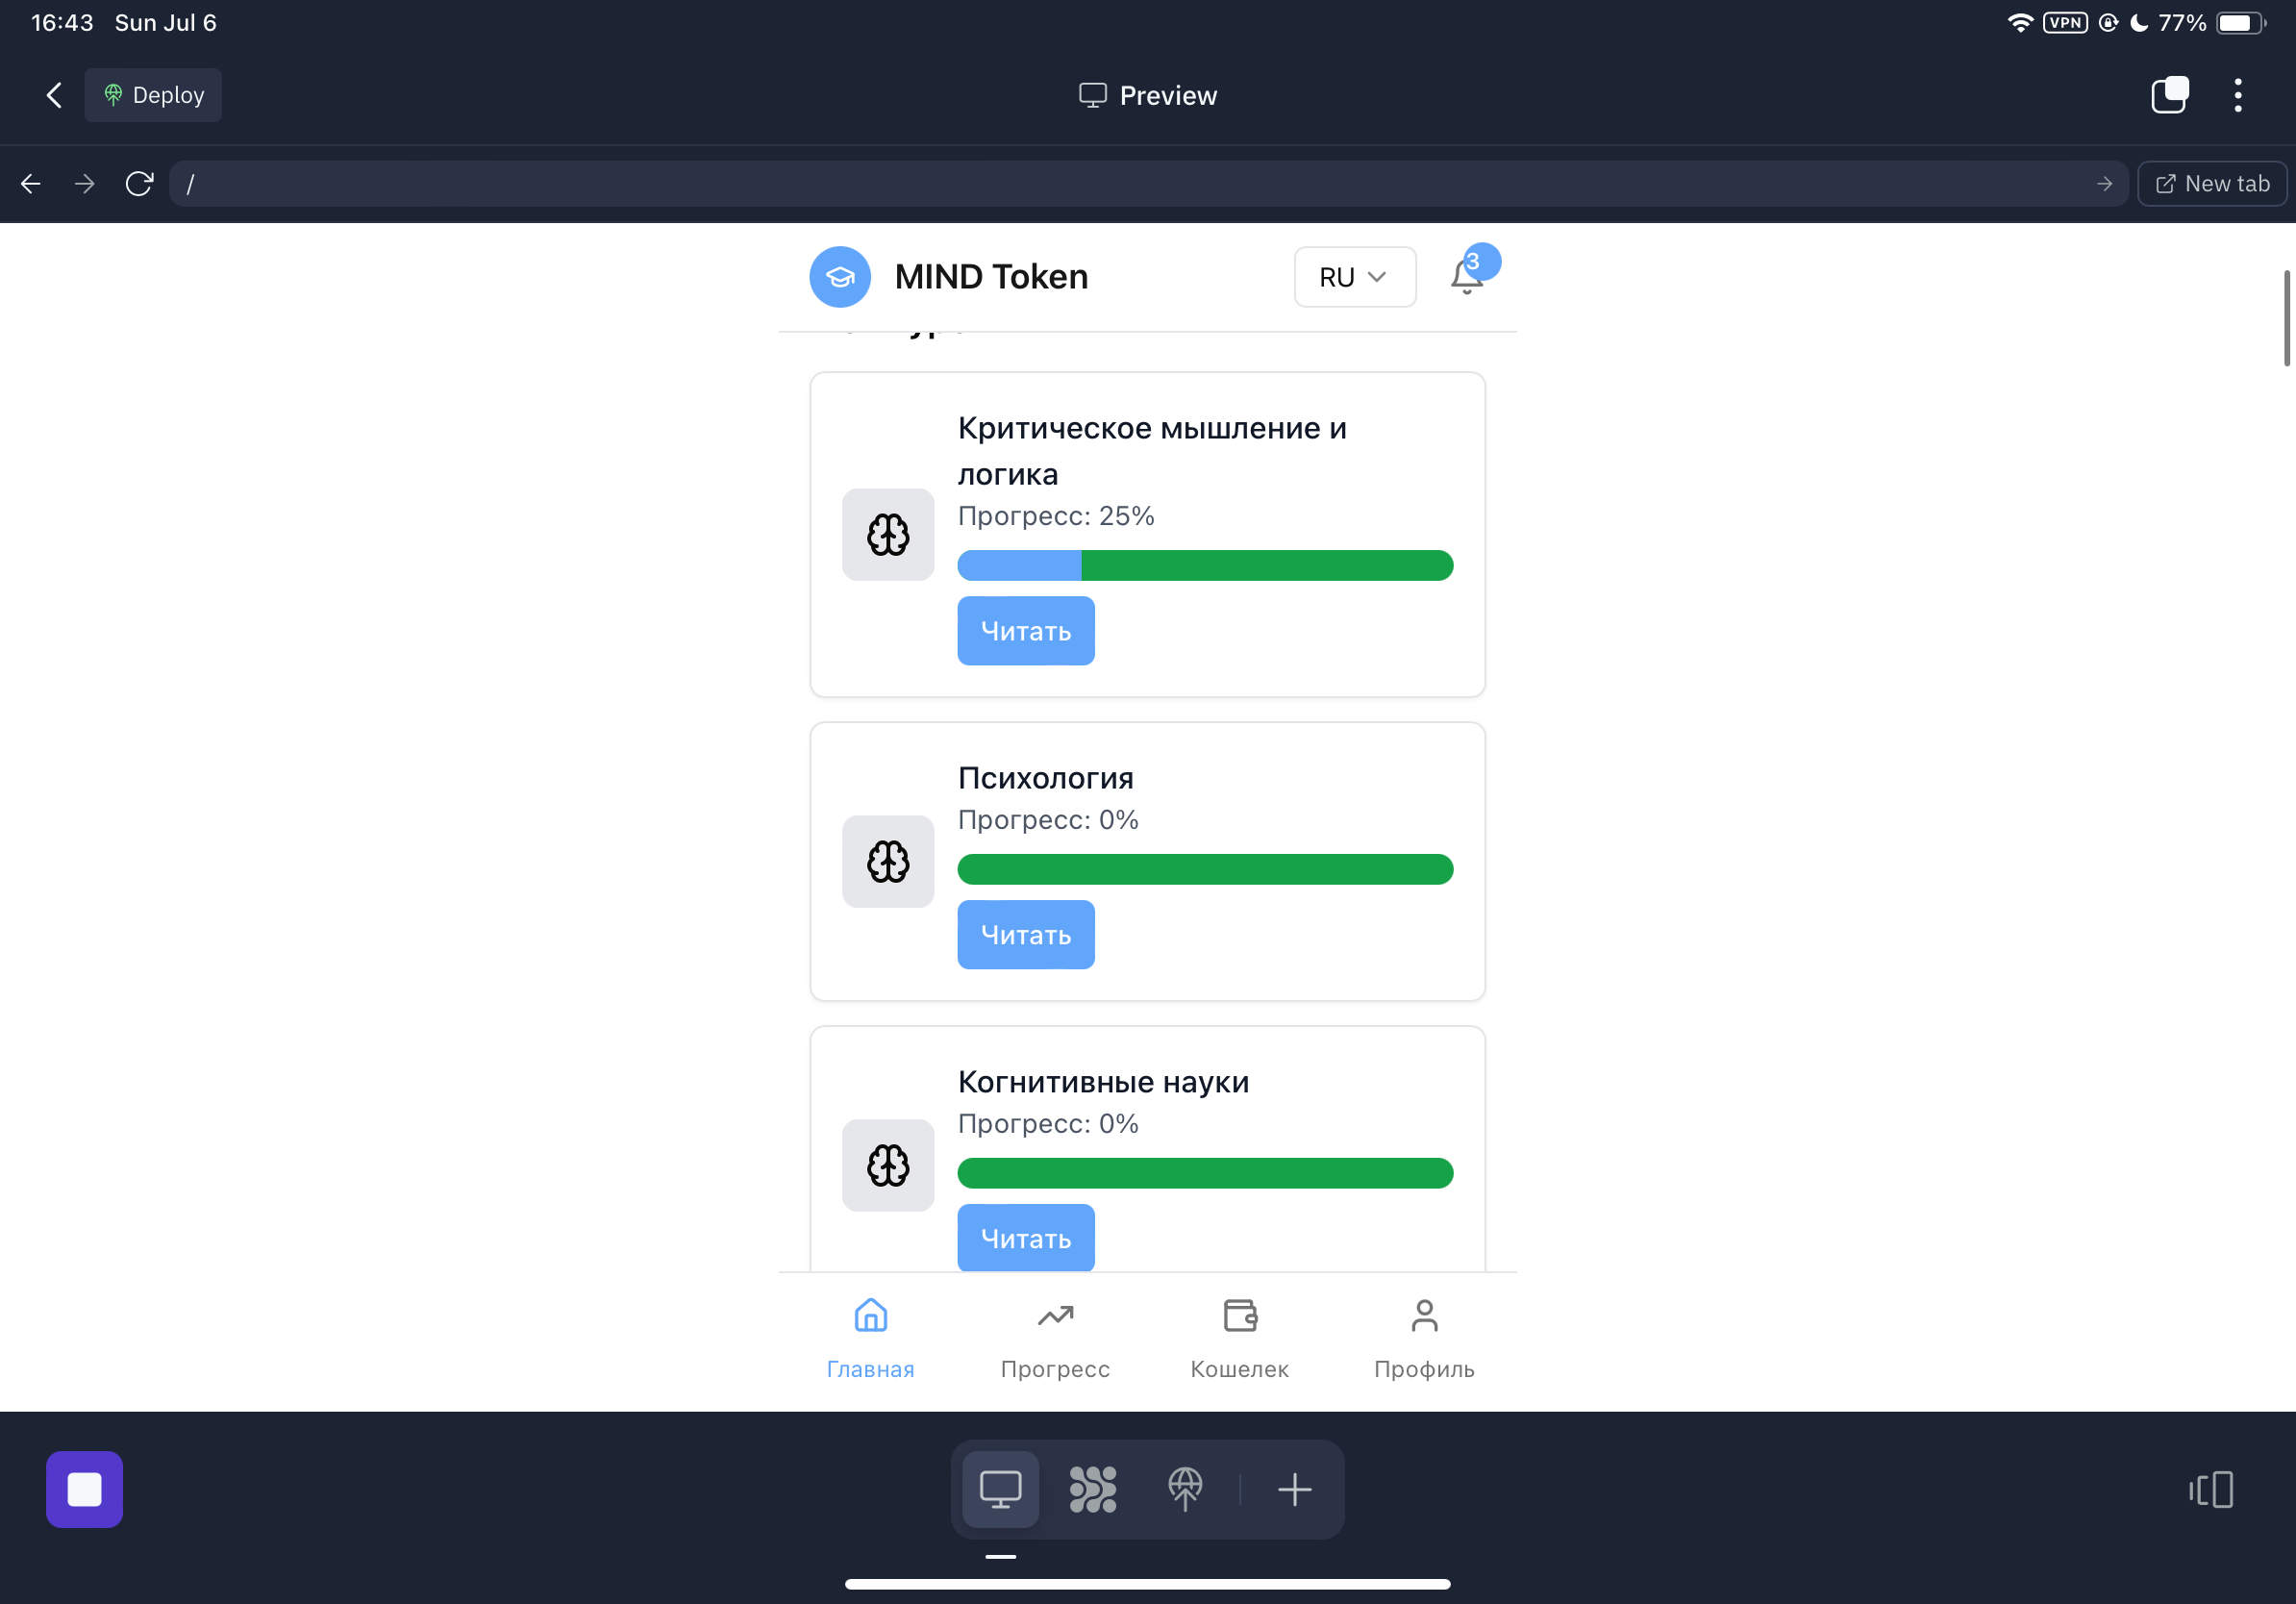 16:43 Sun Jul 6
VPN 77%
Deploy
Preview
/
New tab
MIND Token
RU
3
Критическое мышление и
логика
Прогресс: 25%
Читать
Психология
Прогресс: 0%
Читать
Когнитивные науки
Прогресс: 0%
Читать
Главная
Прогресс
Кошелек
Профиль